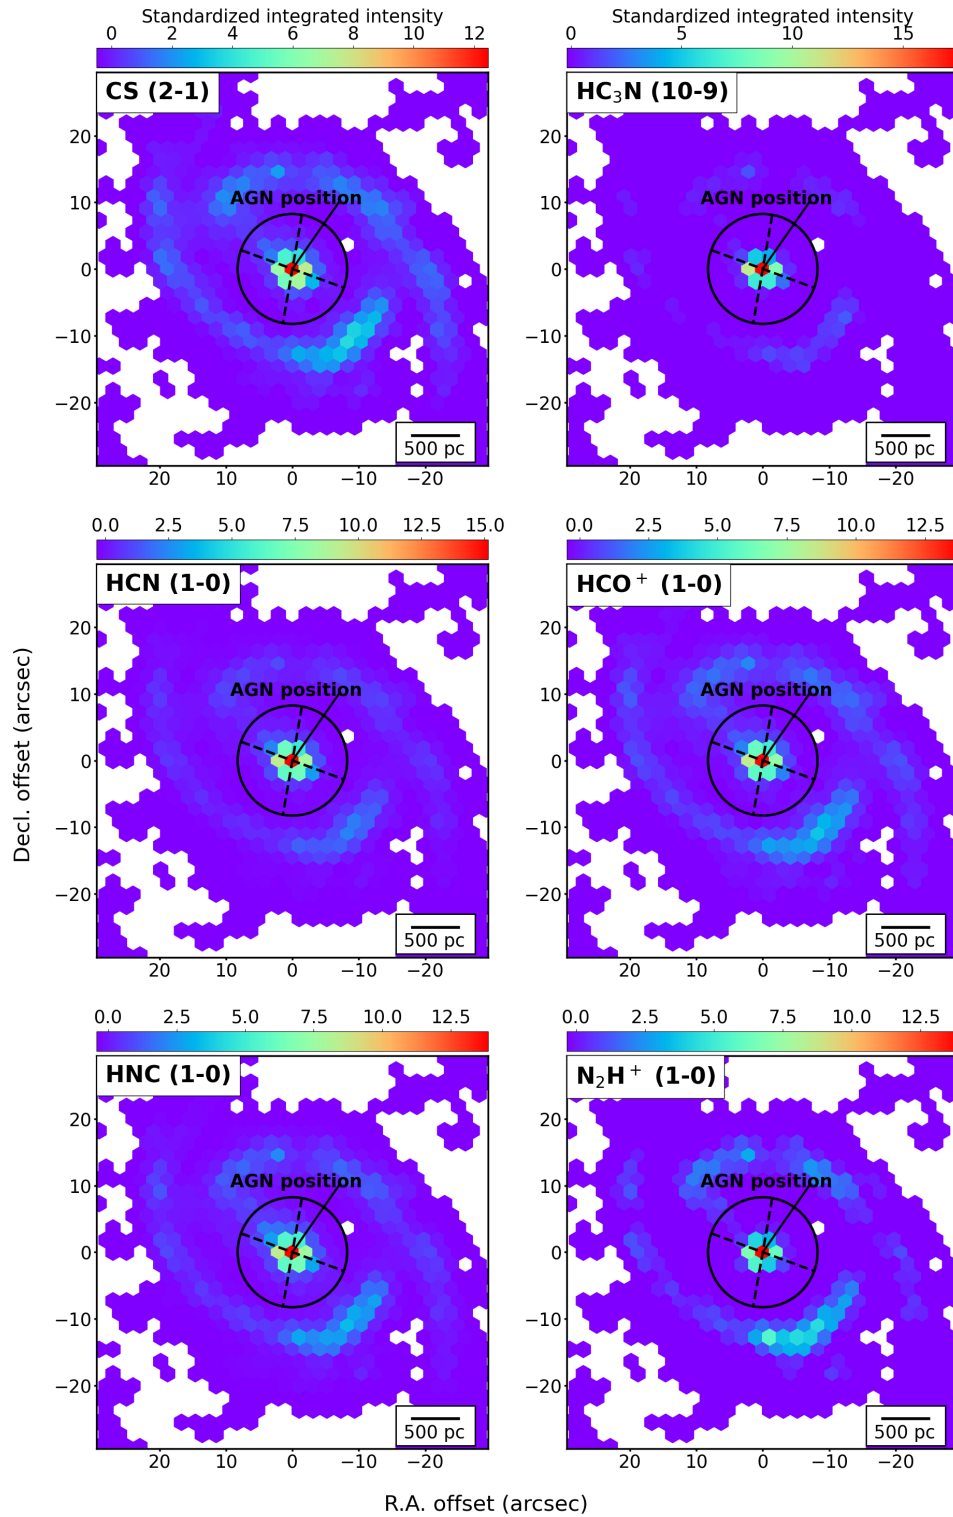 Standardized integrated intensity
0 2 4 6 8 10 12
CS (2-1)
AGN position
20
10
0
−10
−20
500 pc
20 10 0 −10 −20
Standardized integrated intensity
0 5 10 15
HC₃N (10-9)
AGN position
20
10
0
−10
−20
500 pc
20 10 0 −10 −20
0.0 2.5 5.0 7.5 10.0 12.5 15.0
HCN (1-0)
AGN position
20
10
0
−10
−20
500 pc
20 10 0 −10 −20
0.0 2.5 5.0 7.5 10.0 12.5
HCO⁺ (1-0)
AGN position
20
10
0
−10
−20
500 pc
20 10 0 −10 −20
Decl. offset (arcsec)
0.0 2.5 5.0 7.5 10.0 12.5
HNC (1-0)
AGN position
20
10
0
−10
−20
500 pc
20 10 0 −10 −20
0.0 2.5 5.0 7.5 10.0 12.5
N₂H⁺ (1-0)
AGN position
20
10
0
−10
−20
500 pc
20 10 0 −10 −20
R.A. offset (arcsec)